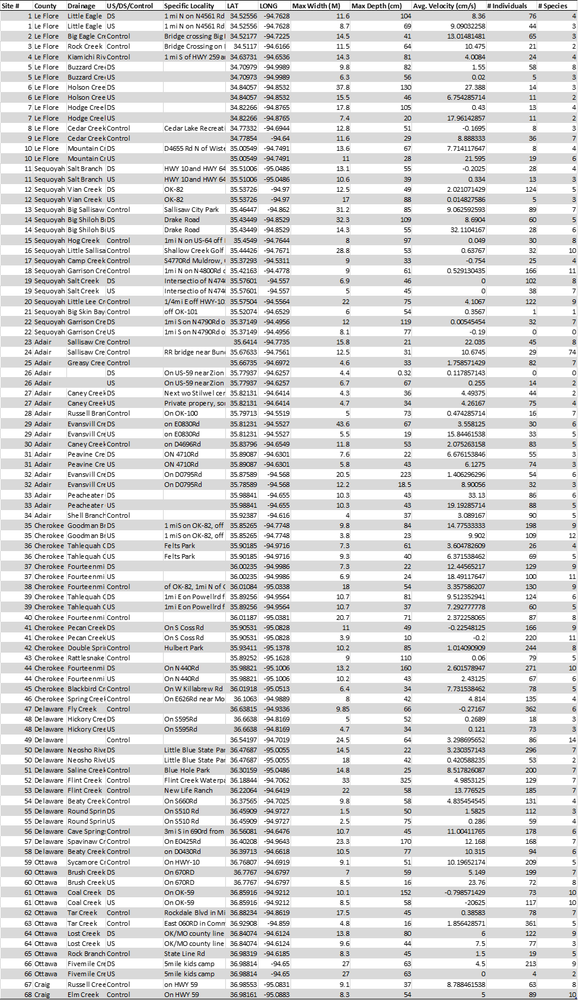 Site # County Drainage US/DS/Control Specific Locality LAT LONG Max Width (M) Max Depth (cm) Avg. Velocity (cm/s) # Individuals # Species
1 Le Flore Little Eagle DS 1 mi N on N4561 Rd 34.52556 -94.7628 11.6 104 8.36 76 4
1 Le Flore Little Eagle US 1 mi N on N4561 Rd 34.52556 -94.7628 8.7 69 9.09032258 44 3
2 Le Flore Big Eagle Cre Control Bridge crossing Big 34.52177 -94.7225 14.5 41 13.01481481 65 3
3 Le Flore Rock Creek Control Bridge Crossing on 34.5117 -94.6166 11.5 64 10.475 21 2
4 Le Flore Kiamichi Riv Control 1 mi S of HWY 259 a 34.63731 -94.6536 14.3 81 4.0084 24 4
5 Le Flore Buzzard Cre DS 34.70979 -94.9989 9.8 82 1.55 58 8
5 Le Flore Buzzard Cre US 34.70973 -94.9989 6.3 56 0.02 5 3
6 Le Flore Holson Cree DS 34.84057 -94.8532 37.8 130 27.388 14 3
6 Le Flore Holson Cree US 34.84057 -94.8532 15.5 46 6.754285714 11 2
7 Le Flore Hodge Creel DS 34.82266 -94.8765 17.8 105 0.43 13 4
7 Le Flore Hodge Creel US 34.82266 -94.8765 7.4 20 17.96142857 11 2
8 Le Flore Cedar Creek Control Cedar Lake Recreati 34.77332 -94.6944 12.8 51 -0.1695 8 3
9 Le Flore Cedar Creek Control 34.77854 -94.64 11.6 29 8.888333 36 7
10 Le Flore Mountain Cr DS D4655 Rd N of Wiste 35.00549 -94.7491 13.6 67 7.714117647 8 4
10 Le Flore Mountain Cr US 35.00549 -94.7491 11 28 21.595 19 6
11 Sequoyah Salt Branch DS HWY 10 and HWY 64 35.51006 -95.0486 13.1 55 -0.2025 28 4
11 Sequoyah Salt Branch US HWY 10 and HWY 64 35.51006 -95.0486 10.6 39 0.334 13 3
12 Sequoyah Vian Creek DS OK-82 35.53726 -94.97 12.5 49 2.021071429 124 5
12 Sequoyah Vian Creek US OK-82 35.53726 -94.97 17 88 0.014827586 5 3
13 Sequoyah Big Sallisaw Control Sallisaw City Park 35.46447 -94.862 31.2 85 9.062592593 89 7
14 Sequoyah Big Shiloh B DS Drake Road 35.43449 -94.8529 32.3 109 8.6904 60 5
14 Sequoyah Big Shiloh B US Drake Road 35.43449 -94.8529 14.3 55 32.1104167 28 6
15 Sequoyah Hog Creek Control 1mi N on US-64 off 35.4549 -94.7644 8 97 0.049 30 8
16 Sequoyah Little Sallisa Control Shallow Creek Golf 35.44426 -94.7671 28.8 53 0.63767 32 10
17 Sequoyah Camp Creek Control S4770Rd Muldrow, 35.37293 -94.5311 9 33 -0.754 25 4
18 Sequoyah Garrison Cre Control 1mi N on N4800Rd 35.42163 -94.4778 9 61 0.529130435 166 11
19 Sequoyah Salt Creek DS Intersectio of N474 35.57601 -94.557 6.9 46 0 102 8
19 Sequoyah Salt Creek US Intersectio of N474 35.57601 -94.557 5 45 0 38 7
20 Sequoyah Little Lee Cr Control 1/4mi E off HWY-10 35.57504 -94.5564 22 75 4.1067 122 9
21 Sequoyah Big Skin Bay Control off OK-101 35.52074 -94.6529 6 54 0.3567 1 1
22 Sequoyah Garrison Cre DS 1mi S on N4790Rd o 35.37149 -94.4956 12 119 0.00545454 32 7
22 Sequoyah Garrison Cre US 1mi S on N4790Rd o 35.37149 -94.4956 8.1 77 -0.19 0 0
23 Adair Sallisaw Cre Control 35.6414 -94.7735 15.8 21 22.035 45 8
24 Adair Sallisaw Cre Control RR bridge near Bun 35.67633 -94.7561 12.5 31 10.6745 29 74
25 Adair Greasy Cree Control 35.66735 -94.6972 4.6 33 1.758571429 82 7
26 Adair DS On US-59 near Zion 35.77937 -94.6257 4.4 0.32 0.117857143 0 0
26 Adair US On US-59 near Zion 35.77937 -94.6257 6.7 67 0.255 14 2
27 Adair Caney Creek DS Next wo Stilwel cer 35.82131 -94.6414 4.3 36 4.49375 44 2
27 Adair Caney Creek US Private propery, so 35.82131 -94.6414 4.7 34 4.26167 75 4
28 Adair Russell Bran Control On OK-100 35.79713 -94.5519 5 73 0.474285714 16 7
29 Adair Evansvill Cre DS on E0830Rd 35.81231 -94.5527 43.6 67 3.558125 30 6
29 Adair Evansvill Cre US on E0830Rd 35.81231 -94.5527 5.5 19 15.84461538 33 5
30 Adair Caney Creek Control on D4696Rd 35.83796 -94.6549 11.8 53 2.075263158 83 5
31 Adair Peavine Cre DS ON 4710Rd 35.89087 -94.6301 7.6 22 6.676153846 55 3
31 Adair Peavine Cre US ON 4710Rd 35.89087 -94.6301 5.8 43 6.1275 74 3
32 Adair Evansvill Cre DS On D0795Rd 35.87589 -94.568 20.5 223 1.406296296 54 6
32 Adair Evansvill Cre US On D0795Rd 35.78589 -94.568 12.2 18.5 8.90056 32 3
33 Adair Peacheater DS 35.98841 -94.655 10.3 43 33.13 86 6
33 Adair Peacheater US 35.98841 -94.655 10.3 43 19.19285714 88 5
34 Adair Shell Branch Control 35.92387 -94.616 4 37 3.089167 90 5
35 Cherokee Goodman Br DS 1 mi S on OK-82, off 35.85265 -94.7748 9.8 84 14.77533333 198 9
35 Cherokee Goodman Br US 1 mi S on OK-82, off 35.85265 -94.7748 3.8 23 9.902 109 12
36 Cherokee Tahlequah C DS Felts Park 35.90185 -94.9716 7.3 61 3.604782609 26 4
36 Cherokee Tahlequah C US Felts Park 35.90185 -94.9716 9.3 40 6.371538462 69 5
37 Cherokee Fourteenmi DS 36.00235 -94.9986 7.3 22 12.44565217 129 9
37 Cherokee Fourteenmi US 36.00235 -94.9986 6.9 24 18.49117647 100 11
38 Cherokee Fourteenmi Control of OK-82, 1mi N of C 36.01084 -95.0338 18 54 3.357586207 130 9
39 Cherokee Tahlequah C DS 1mi E on Powell rd f 35.89256 -94.9564 10.7 81 9.512352941 124 6
39 Cherokee Tahlequah C US 1mi E on Powell rd f 35.89256 -94.9564 10.7 37 7.292777778 60 5
40 Cherokee Fourteenmi Control 36.01187 -95.0381 20.7 71 2.372258065 87 8
41 Cherokee Pecan Creek DS On S Coss Rd 35.90531 -95.0828 11 49 -0.22548125 166 9
41 Cherokee Pecan Creek US On S Coss Rd 35.90531 -95.0828 3.9 10 -0.2 220 11
42 Cherokee Double Spri Control Hulbert Park 35.93411 -95.1378 10.2 85 1.014090909 244 8
43 Cherokee Rattlesnake Control 35.89252 -95.1628 9 110 0.06 79 5
44 Cherokee Fourteenmi DS On N440Rd 35.98821 -95.1006 13.2 160 2.601578947 271 10
44 Cherokee Fourteenmi US On N440Rd 35.98821 -95.1006 10.2 43 2.43125 67 6
45 Cherokee Blackbird Cr Control On W Killabrew Rd 36.01918 -95.0513 6.4 34 7.731538462 78 5
46 Cherokee Spring Creek Control On E626Rd near Mo 36.1063 -94.9889 8 42 4.814 135 4
47 Delaware Fly Creek Control 36.63815 -94.9336 9.85 66 -0.27167 362 6
48 Delaware Hickory Cree DS On S595Rd 36.6638 -94.8169 5 52 0.2689 18 3
48 Delaware Hickory Cree US On S595Rd 36.6638 -94.8169 4.7 34 0.121 73 3
49 Delaware Control 36.54197 -94.7019 24.5 64 3.298695652 86 14
50 Delaware Neosho Rive DS Little Blue State Par 36.47687 -95.0055 14.5 22 3.230357143 296 7
50 Delaware Neosho Rive US Little Blue State Par 36.47687 -95.0055 18 42 0.420588235 53 2
51 Delaware Saline Creek Control Blue Hole Park 36.30159 -95.0486 14.8 25 8.517826087 200 7
52 Delaware Flint Creek Control Flint Creek Waterpa 36.18844 -94.7062 33 325 4.9853125 129 7
53 Delaware Flint Creek Control New Life Ranch 36.22064 -94.6419 22 58 13.776525 185 7
54 Delaware Beaty Creek Control On S660Rd 36.37565 -94.7025 9.8 58 4.835454545 131 4
55 Delaware Round Sprin DS On S510 Rd 36.45909 -94.9727 1.5 50 1.5825 112 3
55 Delaware Round Sprin US On S510 Rd 36.45909 -94.9727 2.5 75 0.286 59 4
56 Delaware Cave Springs Control 3mi S in 690rd from 36.56081 -94.6476 10.7 45 11.00411765 178 6
57 Delaware Spavinaw Cr Control On E0425Rd 36.40208 -94.9643 23.3 170 12.168 168 7
58 Delaware Beaty Creek Control on D0430Rd 36.39713 -94.6618 10.5 77 10.315 94 6
59 Ottawa Sycamore Cr Control On HWY-10 36.76807 -94.6919 9.1 51 10.19652174 209 5
60 Ottawa Brush Creek DS On 670RD 36.7767 -94.6797 7 59 5.149 199 7
60 Ottawa Brush Creek US On 670RD 36.7767 -94.6797 8.5 16 23.76 72 8
61 Ottawa Coal Creek DS On OK-59 36.85916 -94.9212 10.1 152 -0.798571429 73 10
61 Ottawa Coal Creek US On OK-59 36.85916 -94.9212 8.5 58 -20625 117 10
62 Ottawa Tar Creek Control Rockdale Blvd in Mi 36.88234 -94.8619 17.5 45 0.38583 78 7
63 Ottawa Tar Creek Control East 060RD in Comm 36.92908 -94.859 4.8 16 1.856428571 361 5
64 Ottawa Lost Creek DS OK/MO county line 36.84074 -94.6124 13.8 80 6 122 9
64 Ottawa Lost Creek US OK/MO county line 36.84074 -94.6124 9.6 44 7.5 77 3
65 Ottawa Rock Branch Control State Line Rd 36.98319 -94.6185 8.3 45 1.5 19 5
66 Ottawa Fivemile Cre DS 5mile kids camp 36.98814 -94.65 27 63 4.5 213 9
66 Ottawa Fivemile Cre US 5mile kids camp 36.98814 -94.65 27 63 0 4 2
67 Craig Russell Cree Control on HWY 59 36.98553 -95.0831 9.1 37 8.788461538 63 8
68 Craig Elm Creek Control On HWY 59 36.98161 -95.0883 8.3 54 5 89 10